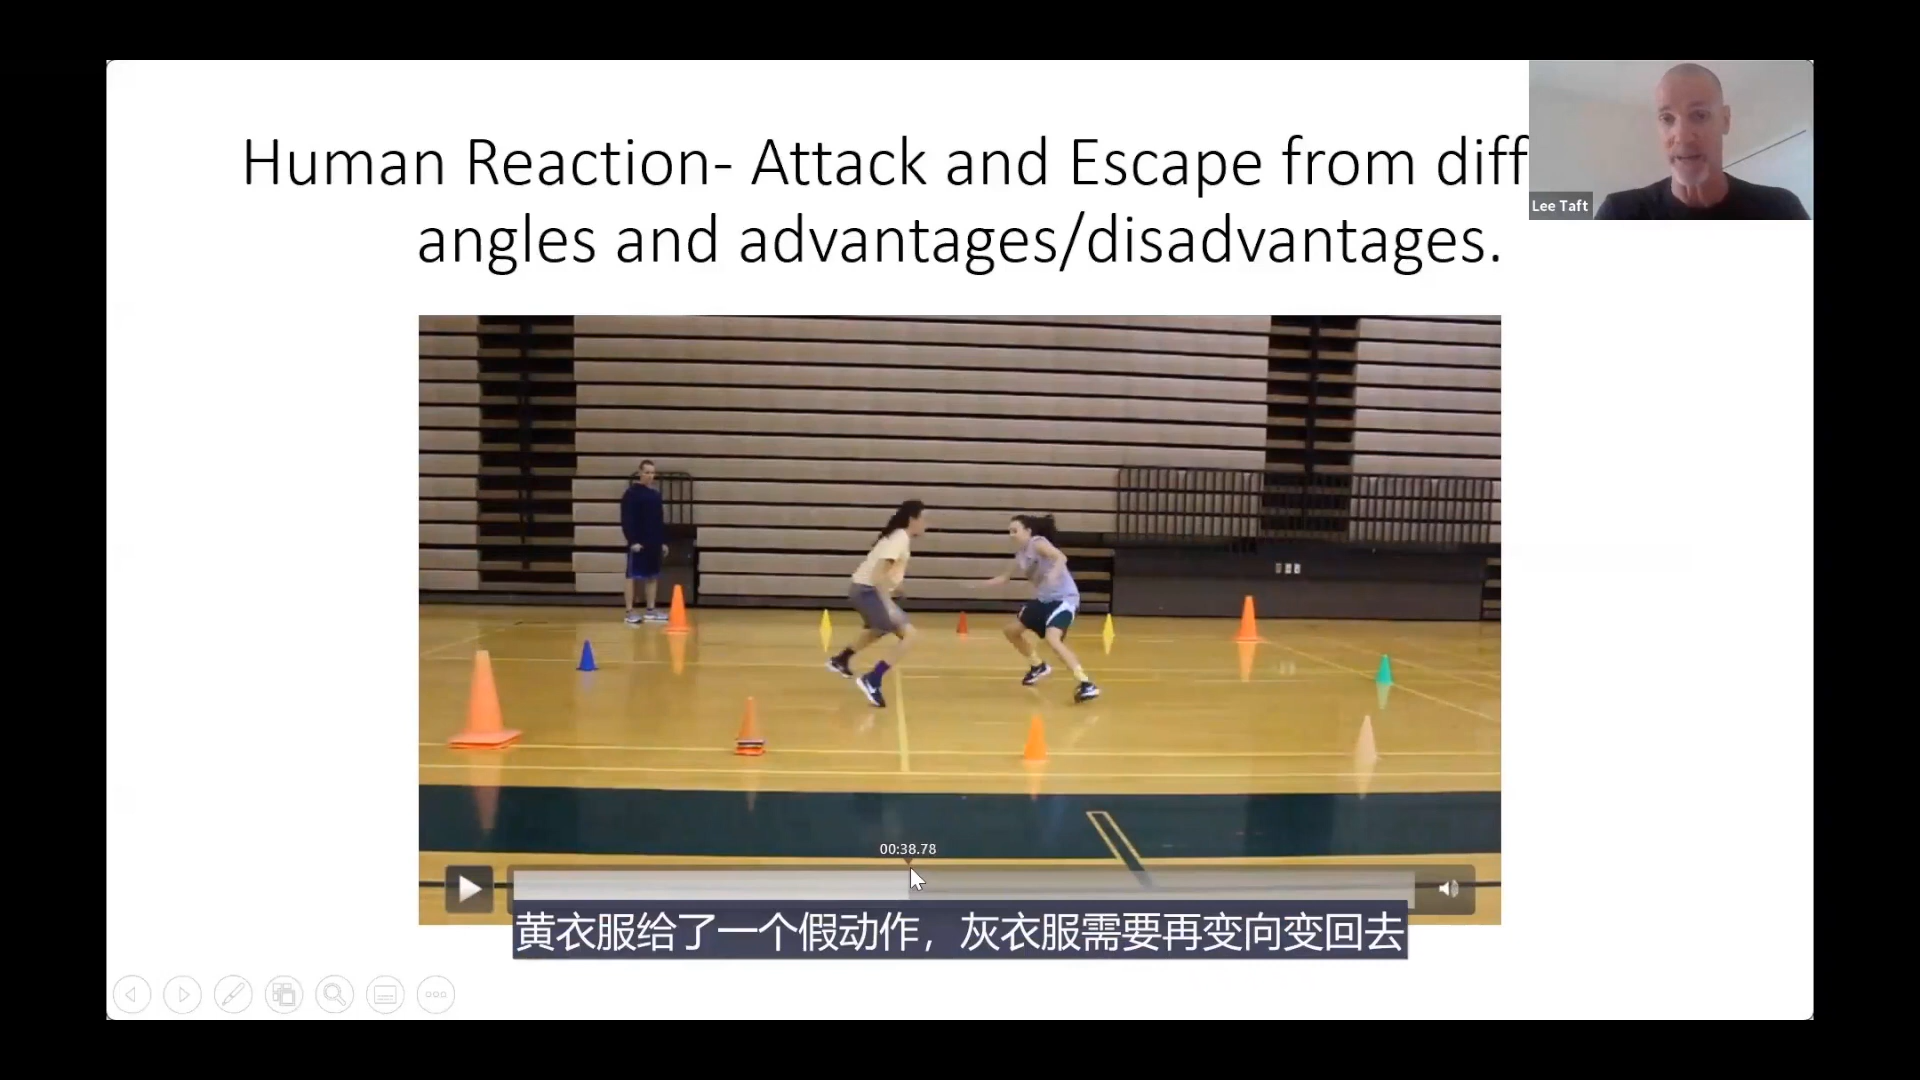 Human Reaction- Attack and Escape from diff
angles and advantages/disadvantages.
Lee Taft
00:38.78
黄衣服给了一个假动作，灰衣服需要再变向变回去